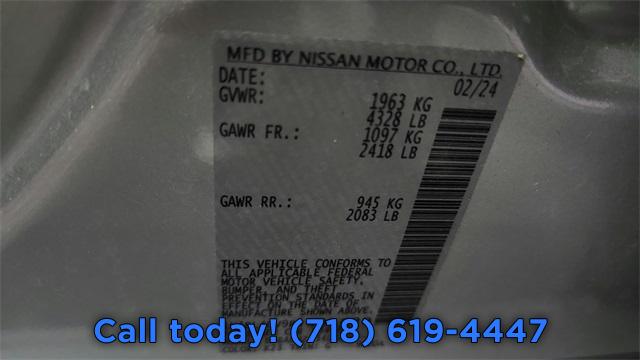 MFD BY NISSAN MOTOR CO., LTD.
DATE: 02/24
GVWR: 1963 KG
4328 LB
GAWR FR.: 1097 KG
2418 LB
GAWR RR.: 945 KG
2083 LB
THIS VEHICLE CONFORMS TO
ALL APPLICABLE FEDERAL
MOTOR VEHICLE SAFETY,
BUMPER, AND THEFT
PREVENTION STANDARDS IN
EFFECT ON THE DATE OF
MANUFACTURE SHOWN ABOVE.
Call today! (718) 619-4447